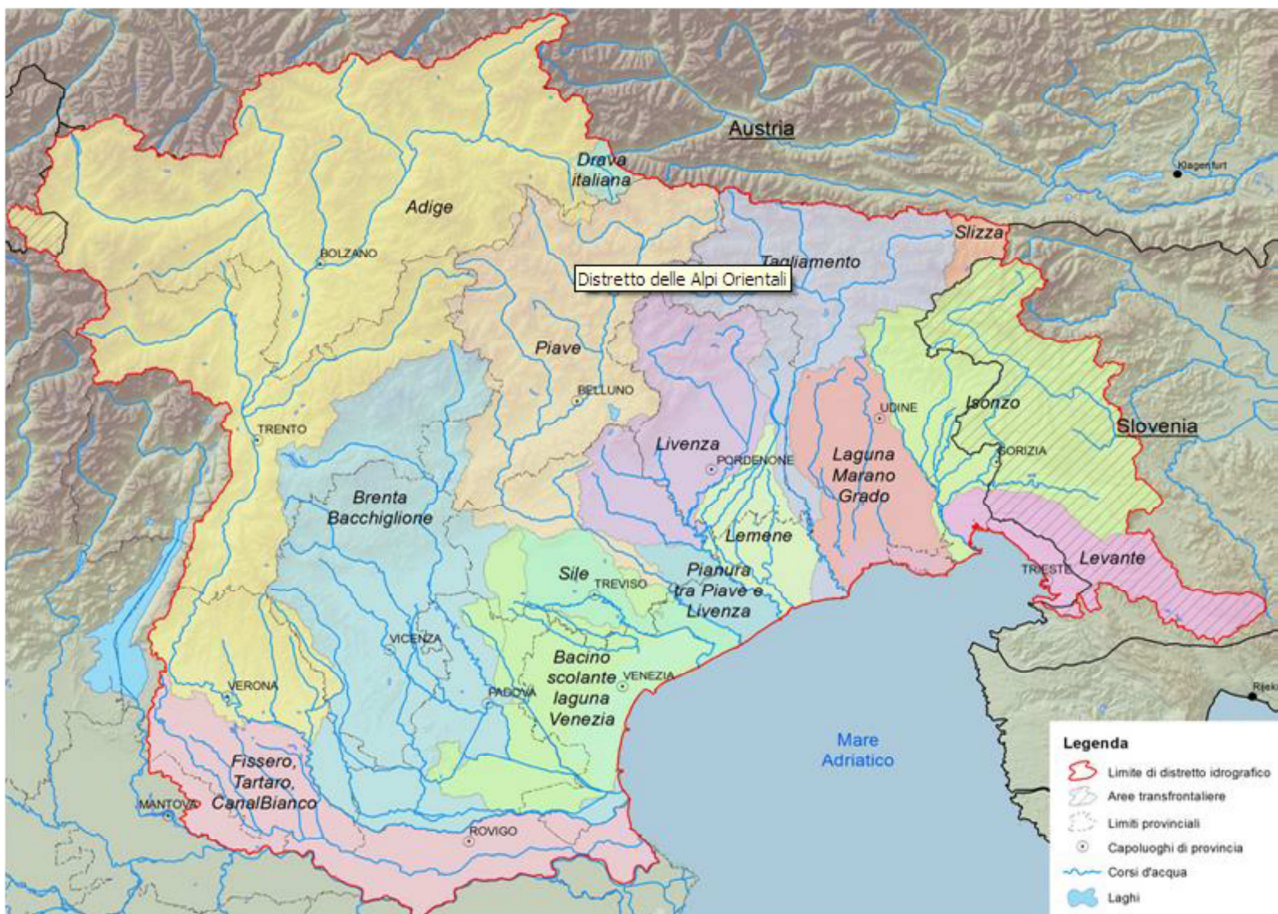 Austria
Klagenfurt
Drava
italiana
Adige
Slizza
BOLZANO
Tagliamento
Distretto delle Alpi Orientali
Piave
BELLUNO
UDINE
Isonzo
Slovenia
TRENTO
Livenza
PORDENONE
Laguna
Marano
Grado
GORIZIA
Brenta
Bacchiglione
Lemene
Levante
TRIESTE
Sile
TREVISO
Pianura
tra Piave e
Livenza
VICENZA
Bacino
scolante
laguna
Venezia
VENEZIA
VERONA
PADOVA
Rijek
Mare
Adriatico
Fissero,
Tartaro,
CanalBianco
MANTOVA
ROVIGO
Legenda
Limite di distretto idrografico
Aree transfrontaliere
Limiti provinciali
Capoluoghi di provincia
Corsi d'acqua
Laghi